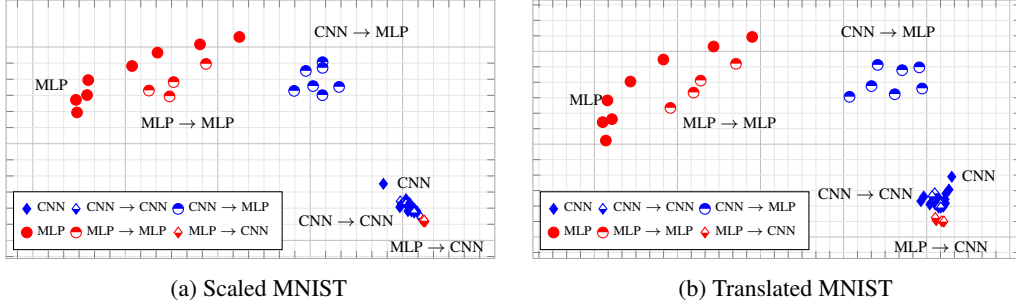 CNN → MLP
MLP
MLP → MLP
CNN
CNN → CNN
MLP → CNN
CNN CNN → CNN CNN → MLP
MLP MLP → MLP MLP → CNN
(a) Scaled MNIST
CNN → MLP
MLP
MLP → MLP
CNN
CNN → CNN
MLP → CNN
CNN CNN → CNN CNN → MLP
MLP MLP → MLP MLP → CNN
(b) Translated MNIST